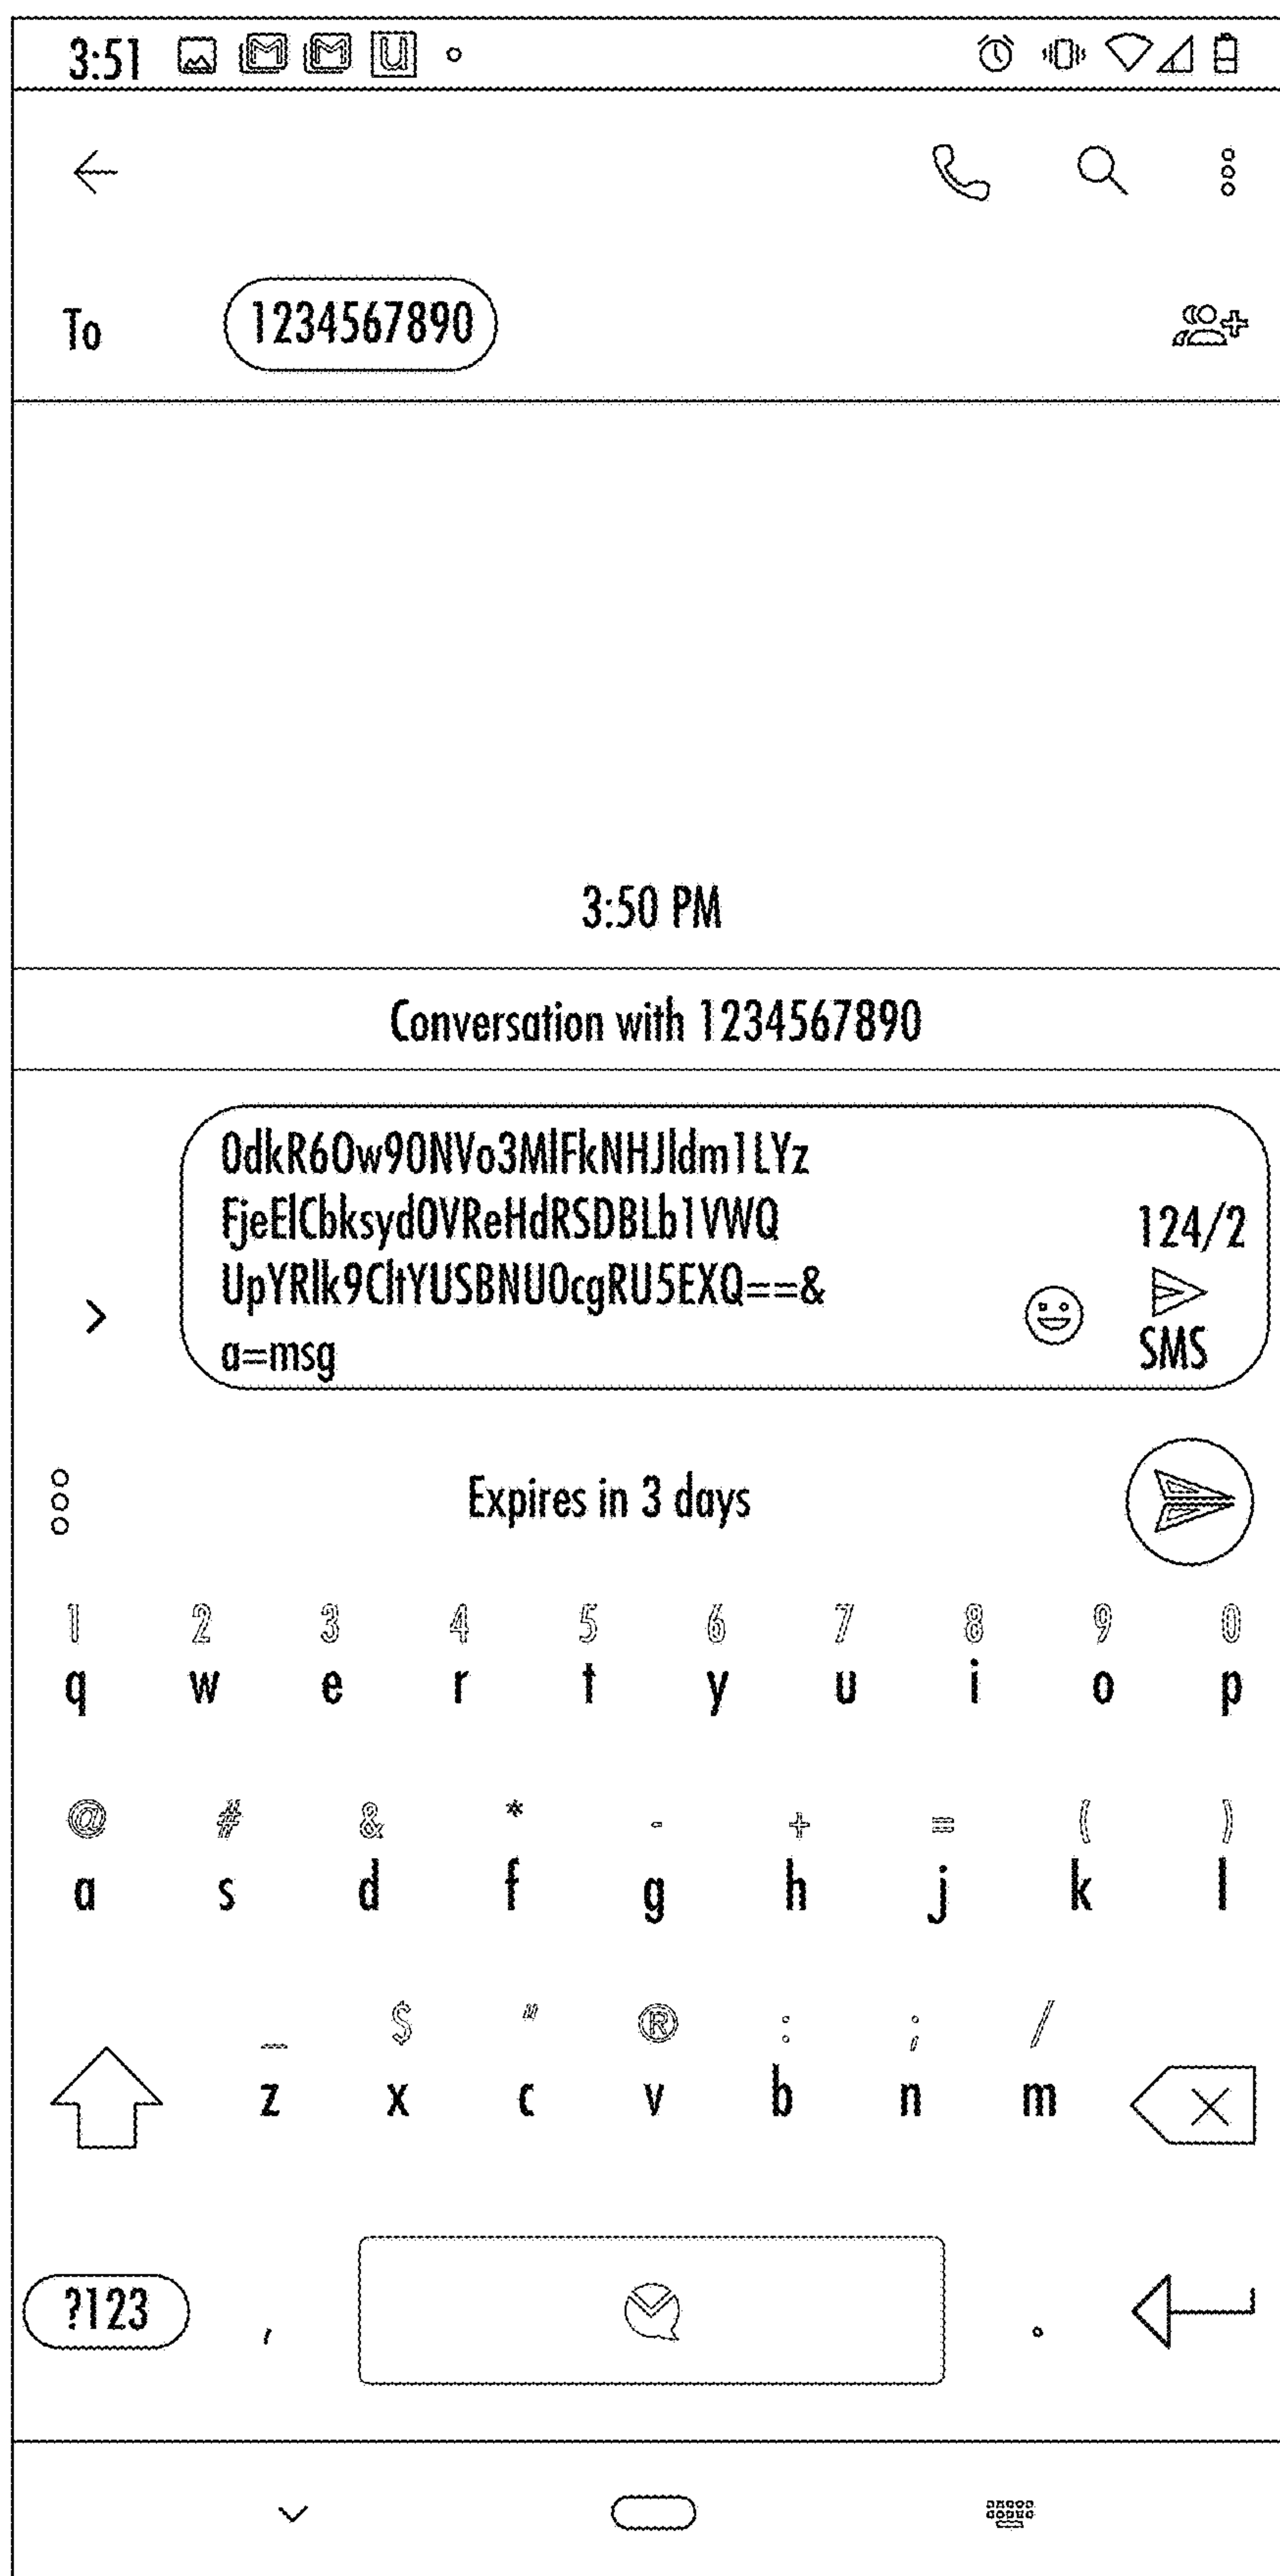 3:51
To 1234567890
3:50 PM
Conversation with 1234567890
0dkR6Ow90NVo3MlFkNHJldm1LYz
FjeElCbksyd0VReHdRSDBLb1VWQ
UpYRlk9CltYUSBNU0cgRU5EXQ==&
a=msg
124/2
SMS
Expires in 3 days
1 2 3 4 5 6 7 8 9 0
q w e r t y u i o p
@ # & * - + = ( )
a s d f g h j k l
_ $ " ® : ; /
z x c v b n m
?123 , .